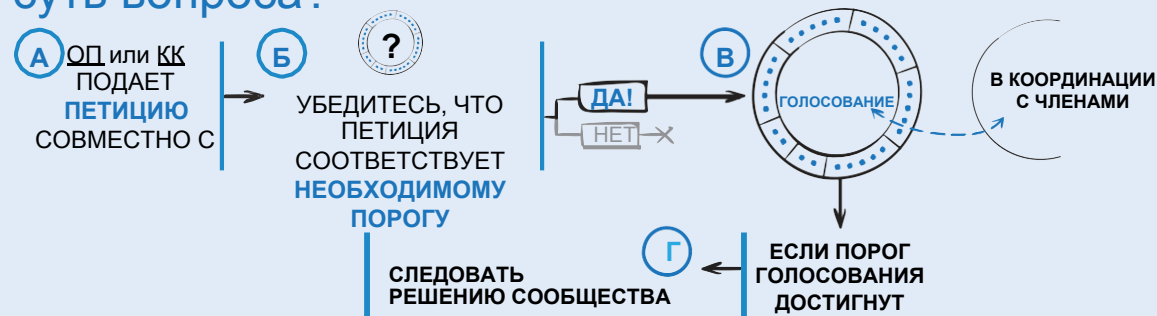 суть вопроса?
А
ОП или КК
ПОДАЕТ
ПЕТИЦИЮ
СОВМЕСТНО С
Б
?
УБЕДИТЕСЬ, ЧТО
ПЕТИЦИЯ
СООТВЕТСТВУЕТ
НЕОБХОДИМОМУ
ПОРОГУ
ДА!
НЕТ
В
ГОЛОСОВАНИЕ
В КООРДИНАЦИИ
С ЧЛЕНАМИ
ЕСЛИ ПОРОГ
ГОЛОСОВАНИЯ
ДОСТИГНУТ
Г
СЛЕДОВАТЬ
РЕШЕНИЮ СООБЩЕСТВА